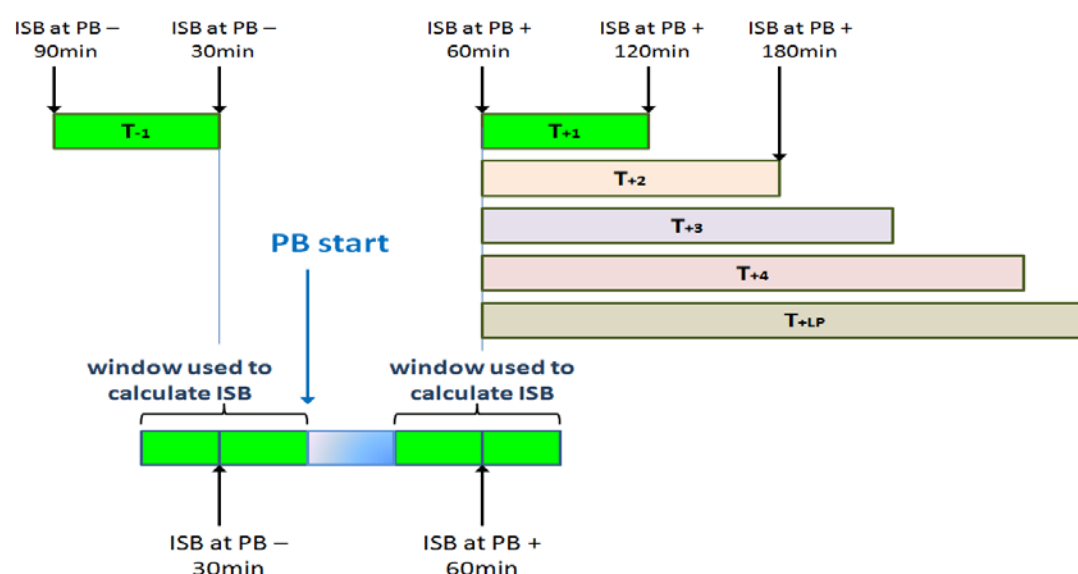 ISB at PB –
90min
ISB at PB –
30min
ISB at PB +
60min
ISB at PB +
120min
ISB at PB +
180min
T-1
T+1
T+2
T+3
T+4
T+LP
PB start
window used to
calculate ISB
window used to
calculate ISB
ISB at PB –
30min
ISB at PB +
60min